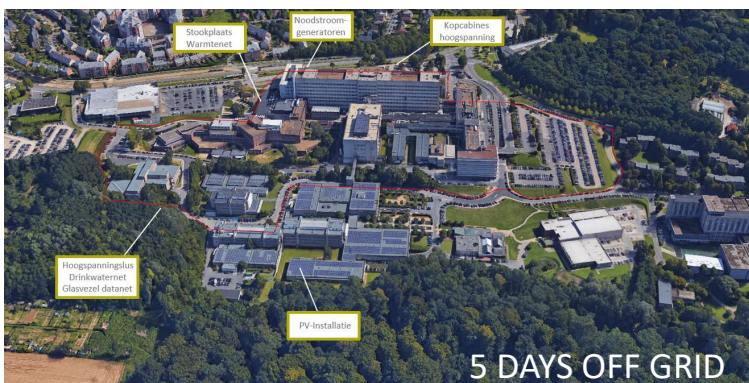 Noodstroom-
generatoren
Kopcabines
hoogspanning
Stookplaats
Warmtenet
Hoogspanningslus
Drinkwaternet
Glasvezel datanet
PV-Installatie
5 DAYS OFF GRID